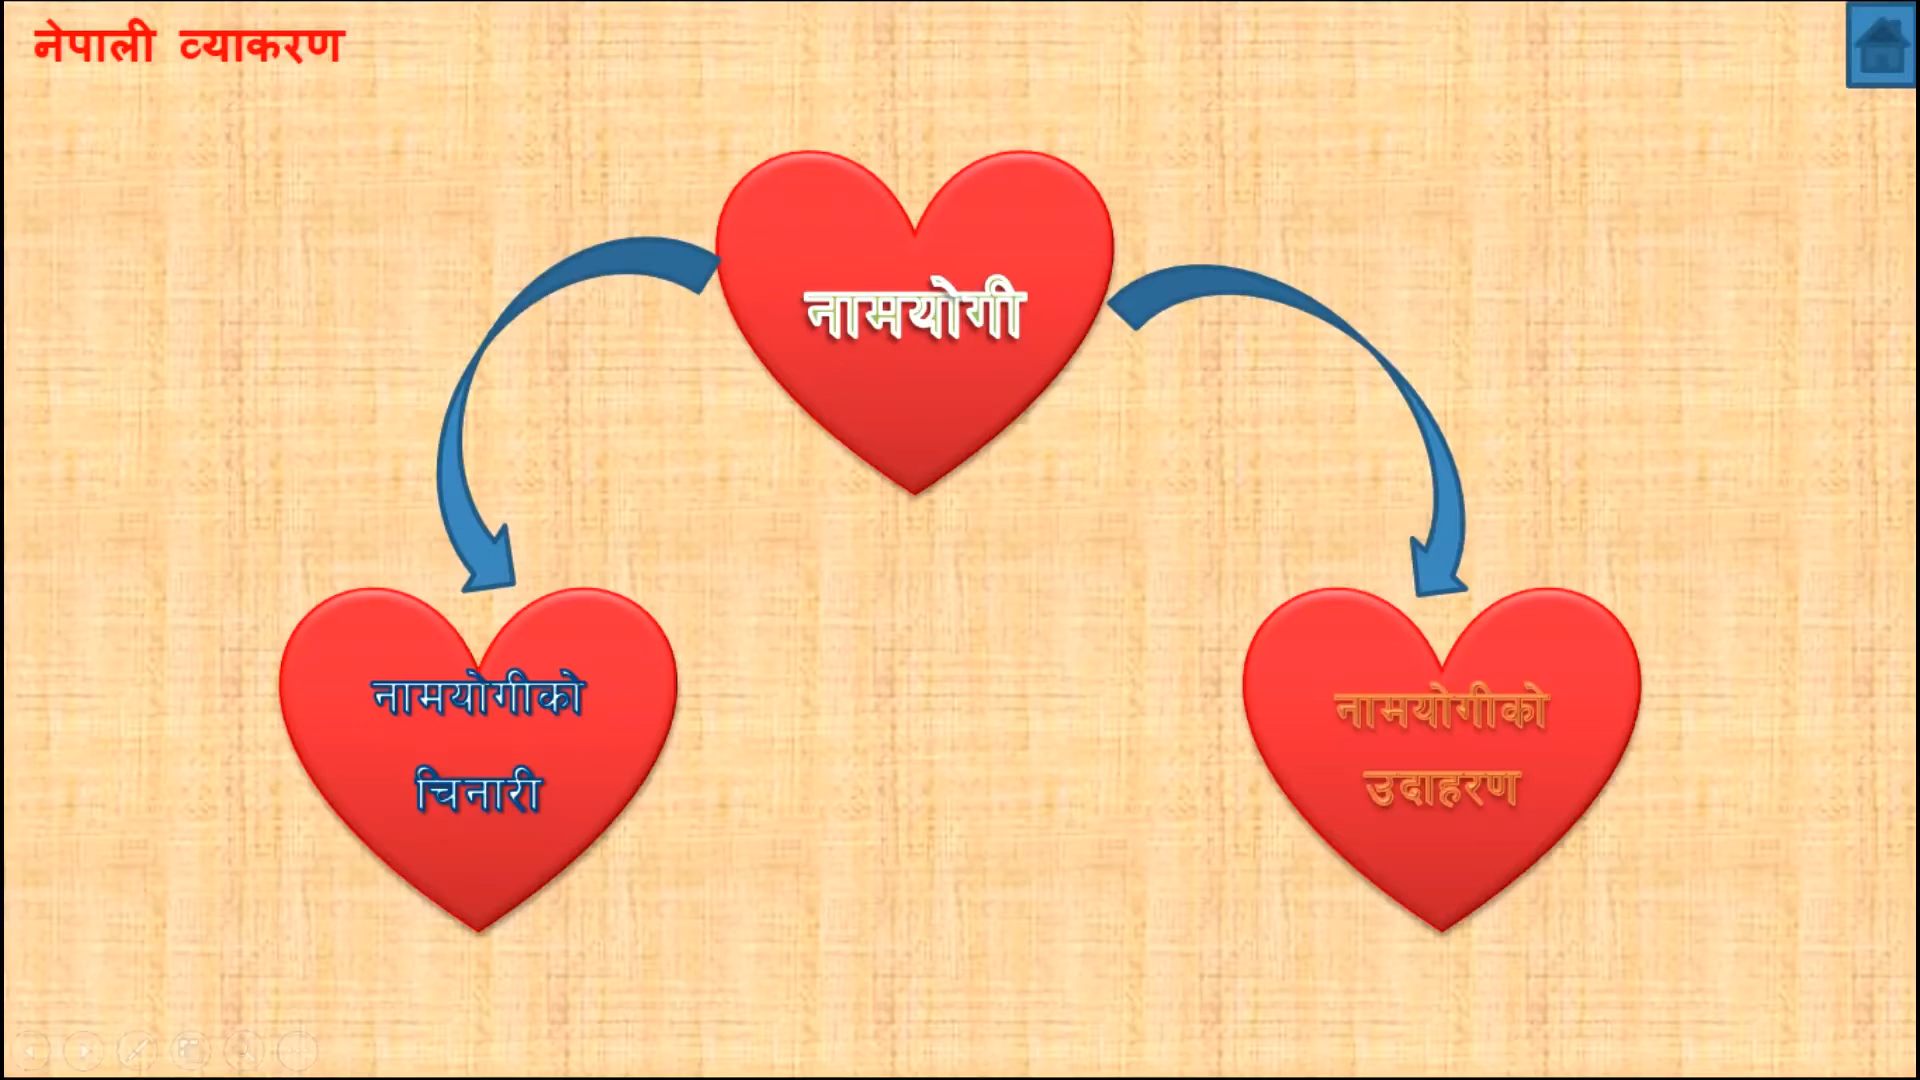 नेपाली व्याकरण
नामयोगी
नामयोगीको
चिनारी
नामयोगीको
उदाहरण